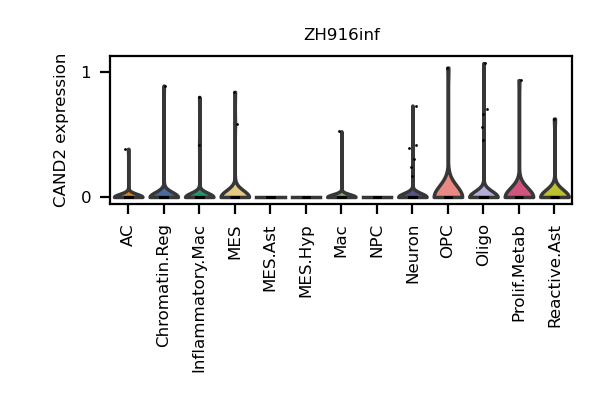 ZH916inf
CAND2 expression
1
0
AC
Chromatin.Reg
Inflammatory.Mac
MES
MES.Ast
MES.Hyp
Mac
NPC
Neuron
OPC
Oligo
Prolif.Metab
Reactive.Ast